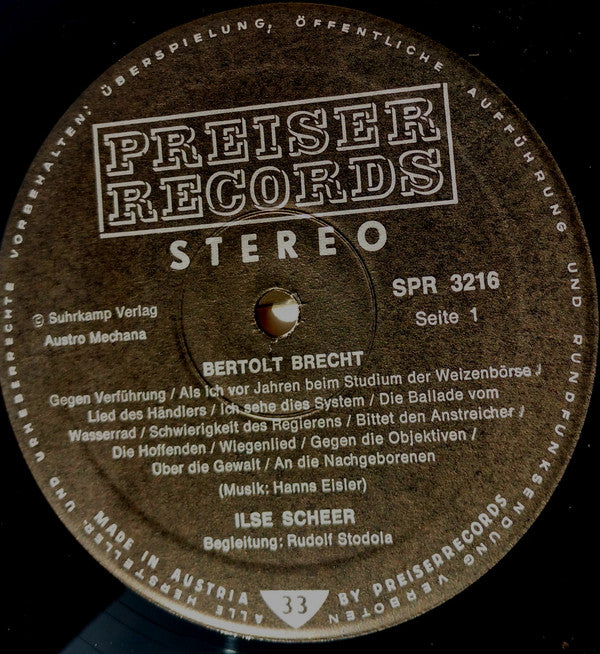 ALLE HERSTELLER- UND URHEBERRECHTE VORBEHALTEN; ÜBERSPIELUNG, ÖFFENTLICHE AUFFÜHRUNG UND RUNDFUNKSENDUNG VERBOTEN
PREISER
RECORDS
STEREO
SPR 3216
Seite 1
© Suhrkamp Verlag
Austro Mechana
BERTOLT BRECHT
Gegen Verführung / Als ich vor Jahren beim Studium der Weizenbörse /
Lied des Händlers / Ich sehe dies System / Die Ballade vom
Wasserrad / Schwierigkeit des Regierens / Bittet den Anstreicher /
Die Hoffenden / Wiegenlied / Gegen die Objektiven /
Über die Gewalt / An die Nachgeborenen
(Musik: Hanns Eisler)
ILSE SCHEER
Begleitung: Rudolf Stodola
MADE IN AUSTRIA
33
BY PREISERRECORDS